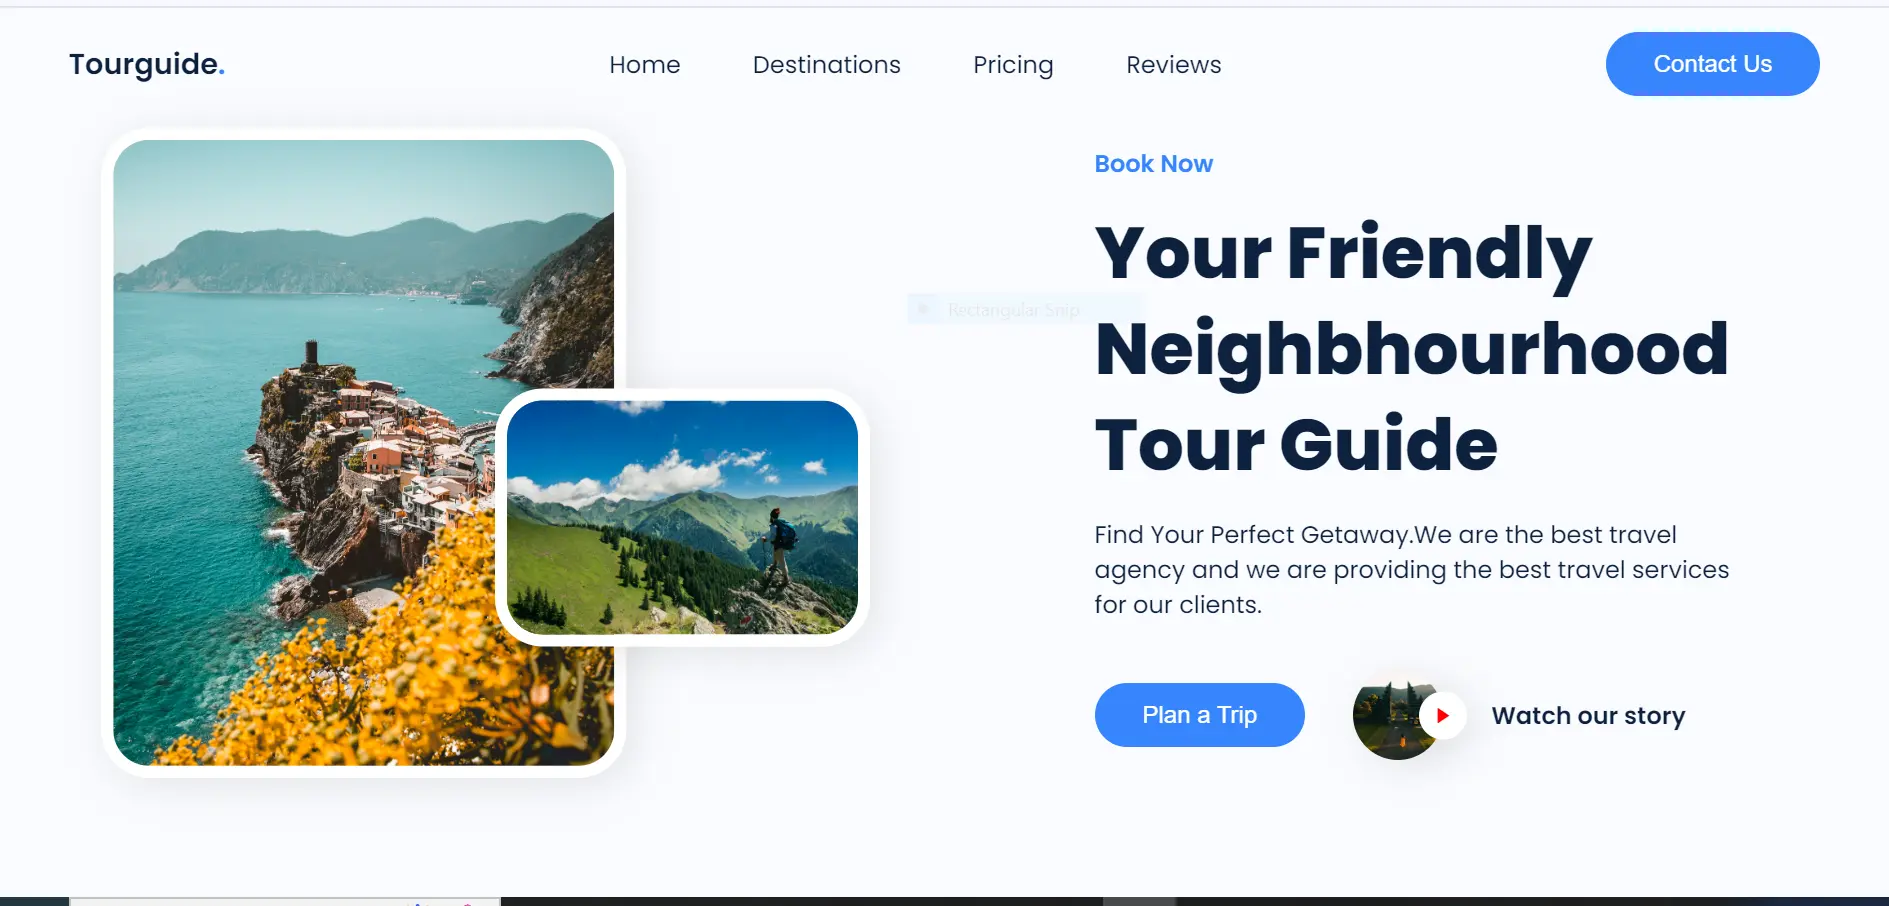 Tourguide.
Home
Destinations
Pricing
Reviews
Contact Us
Book Now
Your Friendly
Neighbhourhood
Tour Guide
Rectangular Snip
Find Your Perfect Getaway.We are the best travel
agency and we are providing the best travel services
for our clients.
Plan a Trip
Watch our story